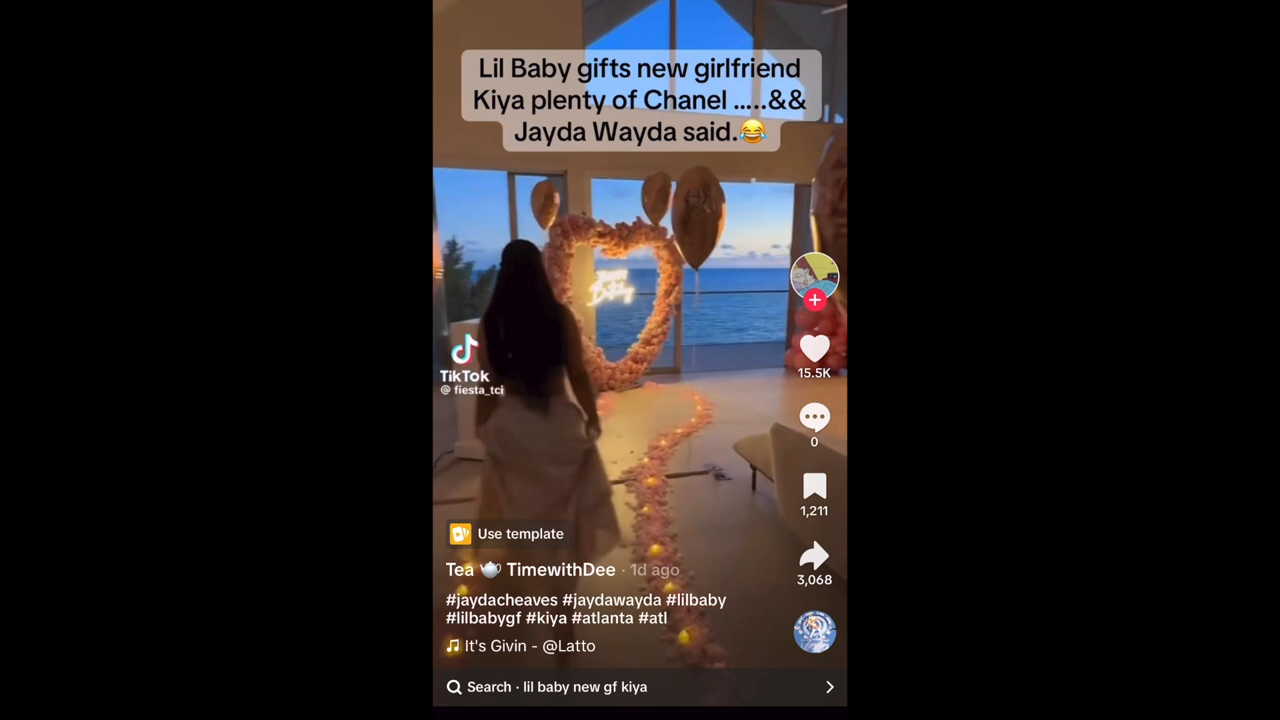 Lil Baby gifts new girlfriend
Kiya plenty of Chanel .....&&
Jayda Wayda said.😂
TikTok
@ fiesta_tci
15.5K
0
1,211
3,068
Use template
Tea 🫖 TimewithDee · 1d ago
#jaydacheaves #jaydawayda #lilbaby
#lilbabygf #kiya #atlanta #atl
It's Givin - @Latto
Search · lil baby new gf kiya